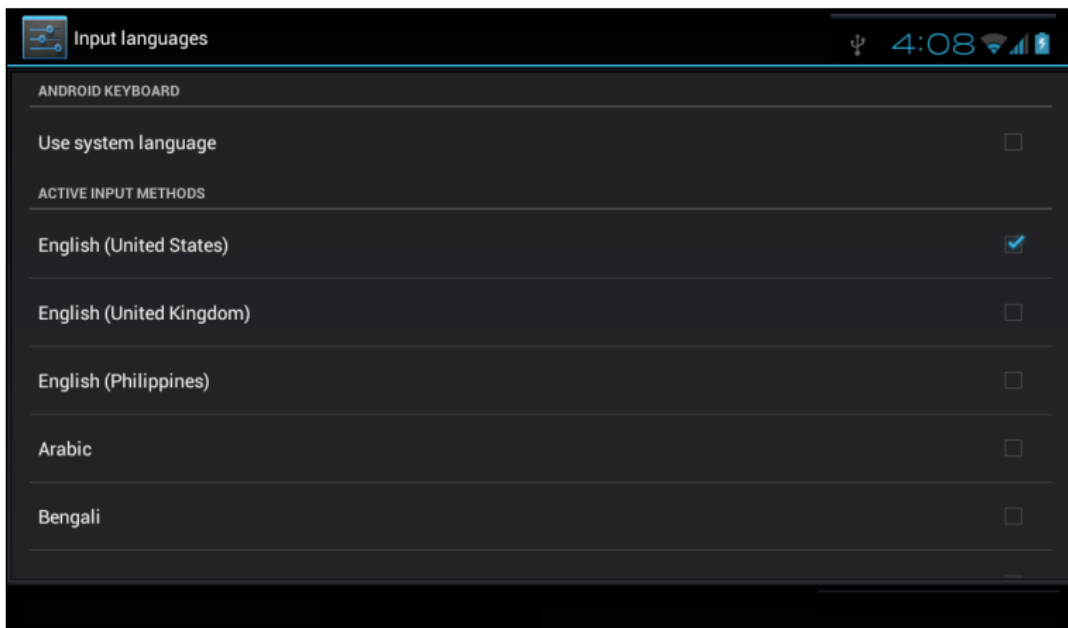 Input languages
4:08
ANDROID KEYBOARD
Use system language
ACTIVE INPUT METHODS
English (United States)
English (United Kingdom)
English (Philippines)
Arabic
Bengali